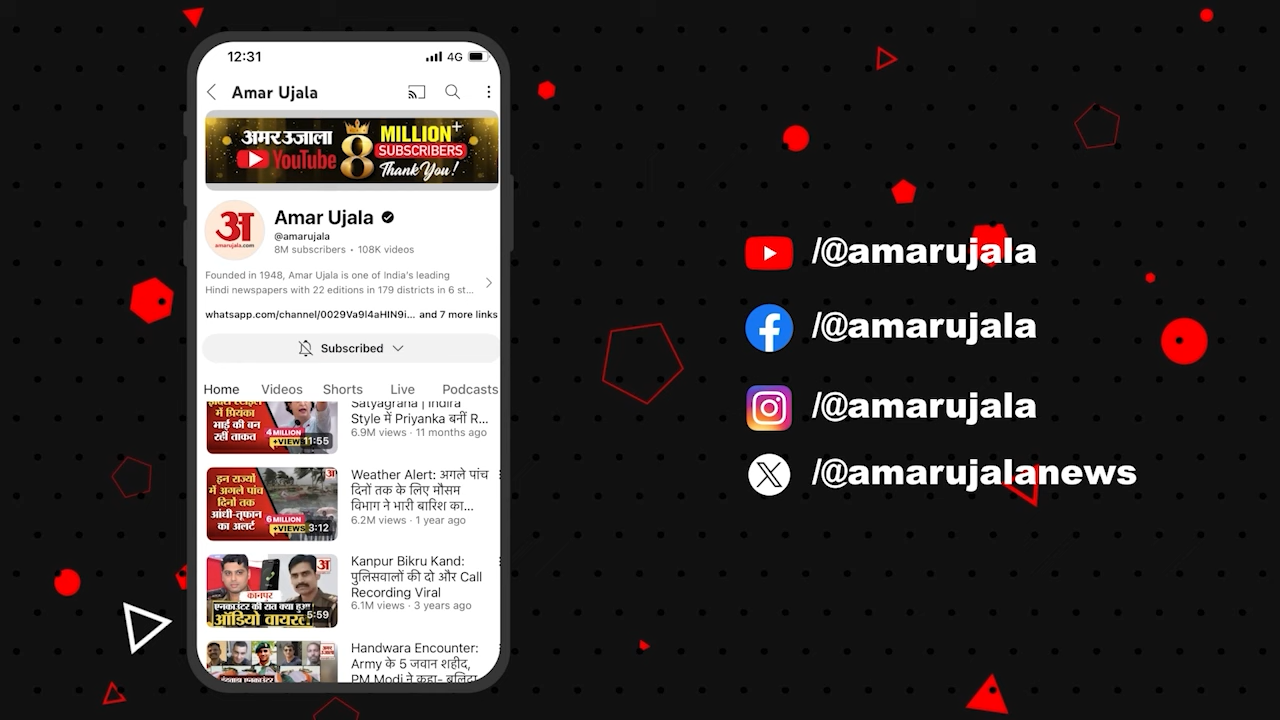 12:31
4G
Amar Ujala
अमर उजाला
YouTube
8
MILLION+
SUBSCRIBERS
Thank You!
अ
amarujala.com
Amar Ujala
@amarujala
8M subscribers • 108K videos
Founded in 1948, Amar Ujala is one of India's leading
Hindi newspapers with 22 editions in 179 districts in 6 st...
whatsapp.com/channel/0029Va9I4aHIN9i... and 7 more links
Subscribed
Home Videos Shorts Live Podcasts
में प्रियंका
भाई की बन
रहीं ताकत
4 MILLION
+VIEW
11:55
Satyagraha | Indira
Style में Priyanka बनीं R...
6.9M views · 11 months ago
इन राज्यों
में अगले पांच
दिनों तक
आंधी-तूफान
का अलर्ट
अ
6 MILLION
+VIEWS
3:12
Weather Alert: अगले पांच
दिनों तक के लिए मौसम
विभाग ने भारी बारिश का...
6.2M views · 1 year ago
अ
कानपुर
एनकाउंटर की रात क्या हुआ
ऑडियो वायरल
5:59
Kanpur Bikru Kand:
पुलिसवालों की दो और Call
Recording Viral
6.1M views · 3 years ago
Handwara Encounter:
Army के 5 जवान शहीद,
PM Modi ने कहा- बलिदा
/@amarujala
/@amarujala
/@amarujala
/@amarujalanews